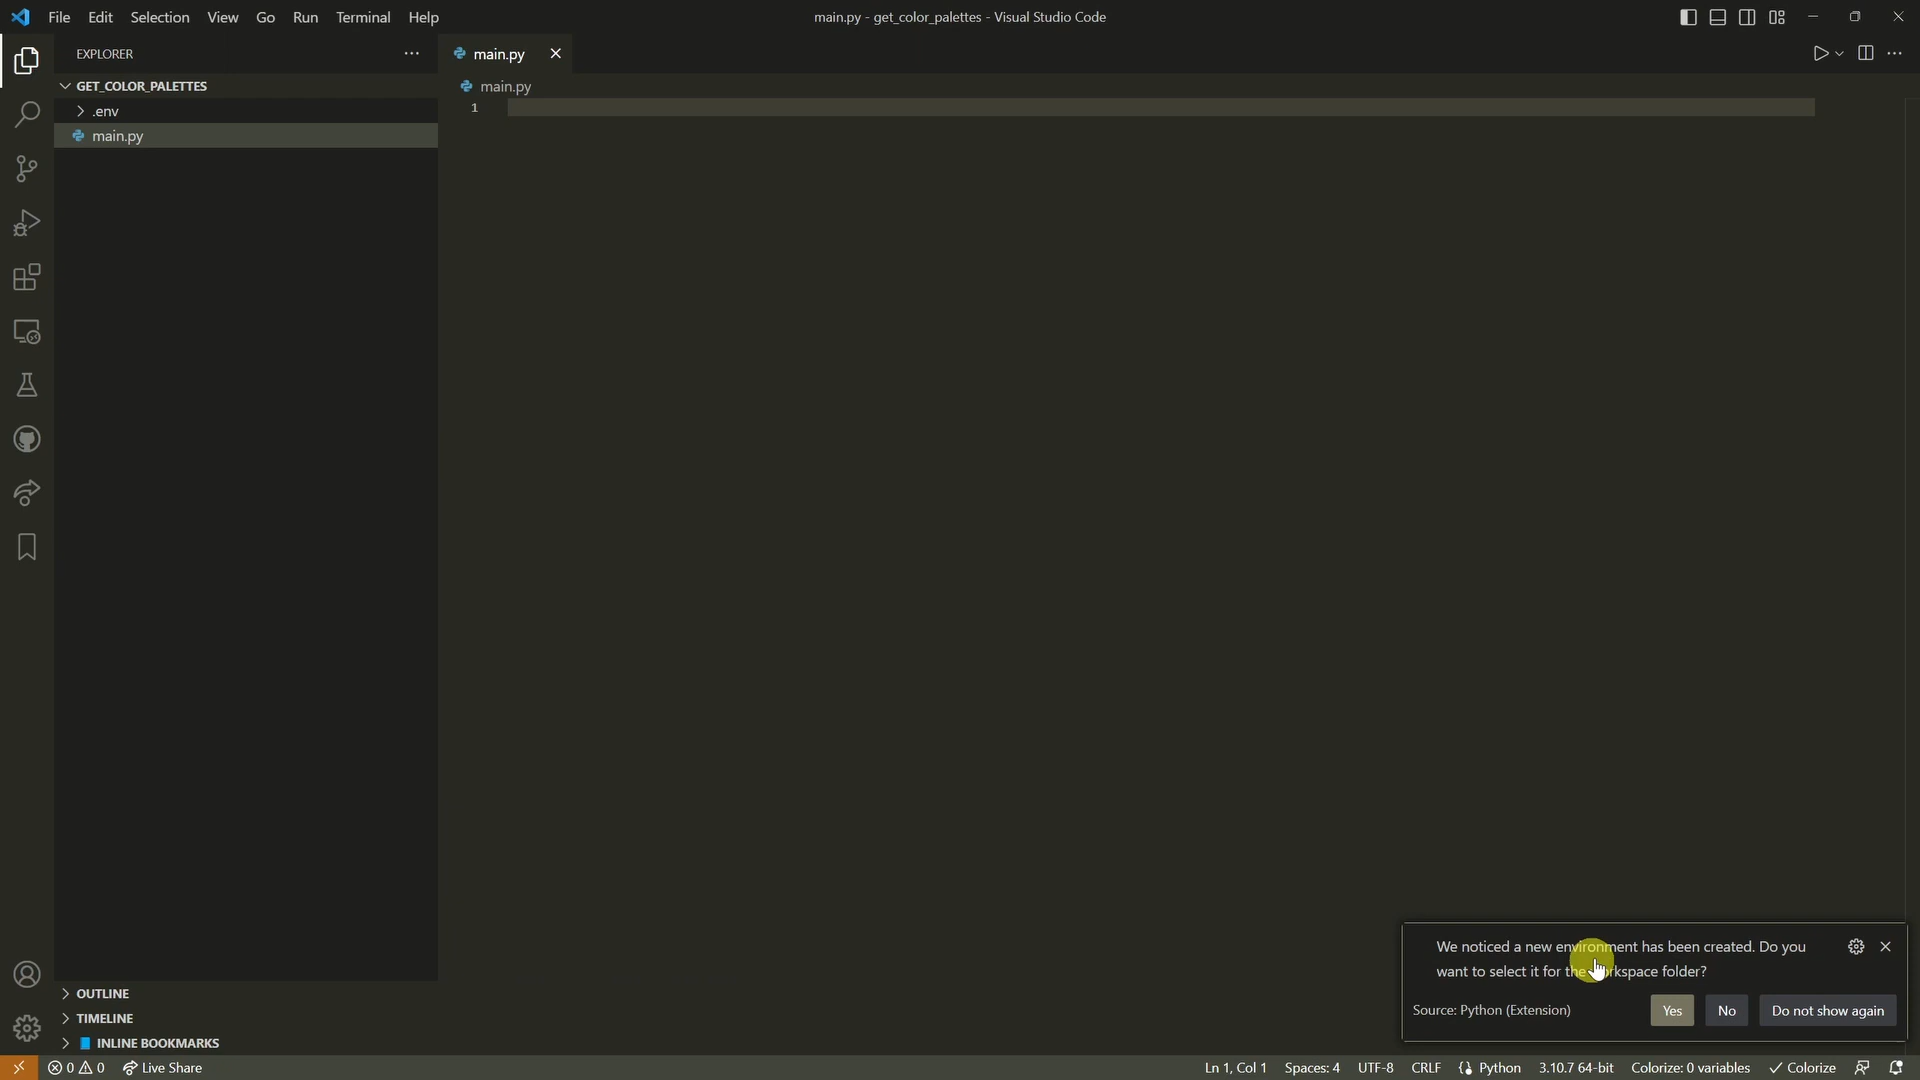 File Edit Selection View Go Run Terminal Help
main.py - get_color_palettes - Visual Studio Code
EXPLORER
main.py
GET_COLOR_PALETTES
main.py
.env
1
main.py
We noticed a new environment has been created. Do you
want to select it for the workspace folder?
Source: Python (Extension)
Yes
No
Do not show again
OUTLINE
TIMELINE
INLINE BOOKMARKS
0 0 Live Share
Ln 1, Col 1 Spaces: 4 UTF-8 CRLF Python 3.10.7 64-bit Colorize: 0 variables Colorize